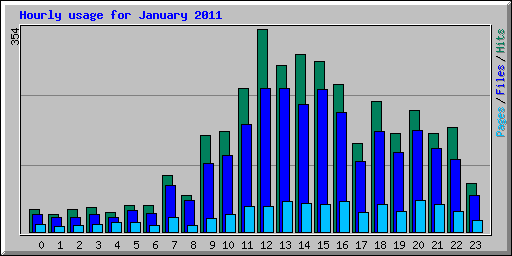 Hourly usage for January 2011
354
Pages/Files/Hits
0 1 2 3 4 5 6 7 8 9 10 11 12 13 14 15 16 17 18 19 20 21 22 23